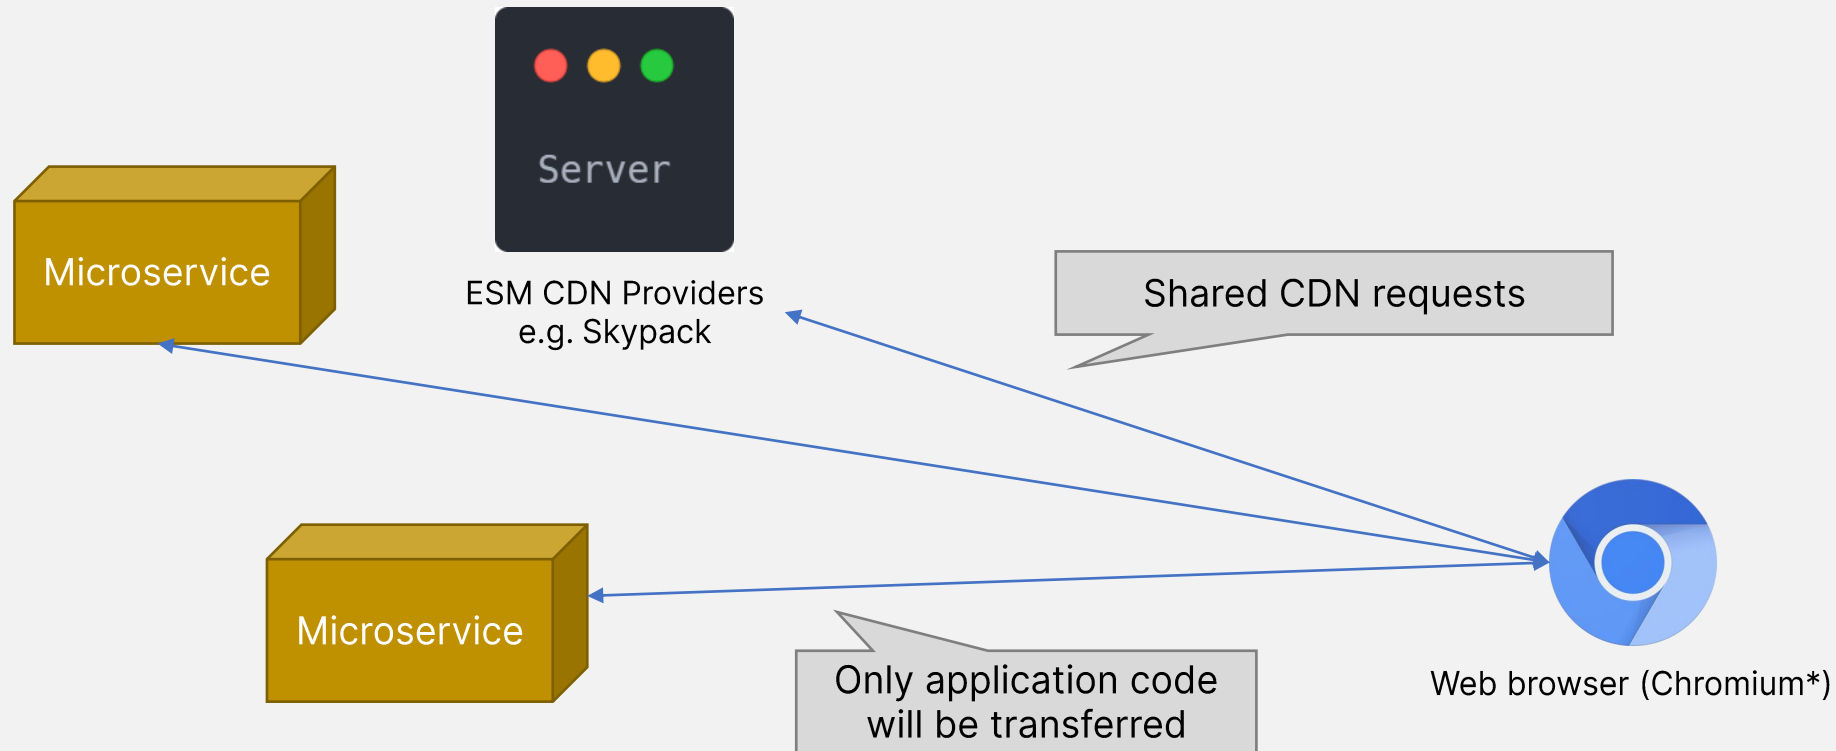 Server
Microservice
ESM CDN Providers
e.g. Skypack
Shared CDN requests
Microservice
Only application code
will be transferred
Web browser (Chromium*)